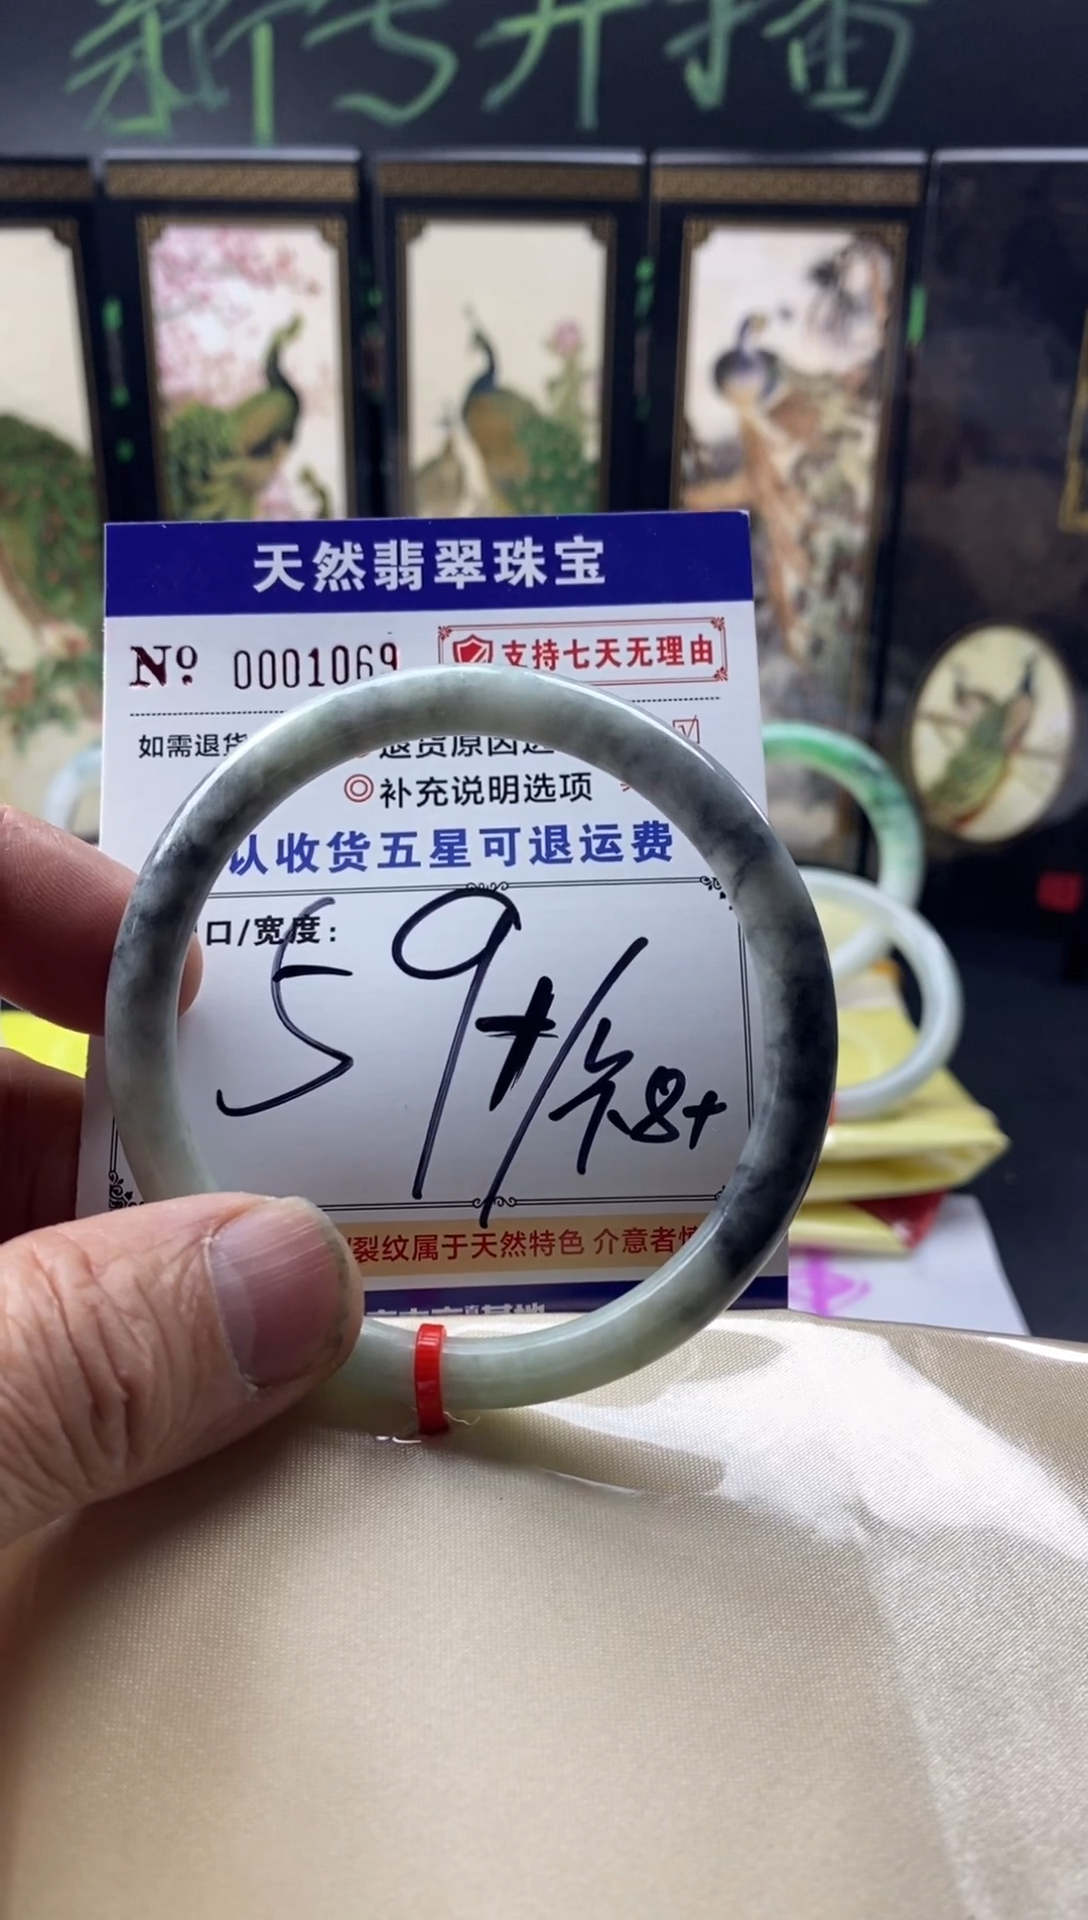 新号开播
天然翡翠珠宝
№ 0001069
支持七天无理由
如需退货
退货原因选
◎补充说明选项
认收货五星可退运费
口/宽度：
59+/
8+
裂纹属于天然特色 介意者慎